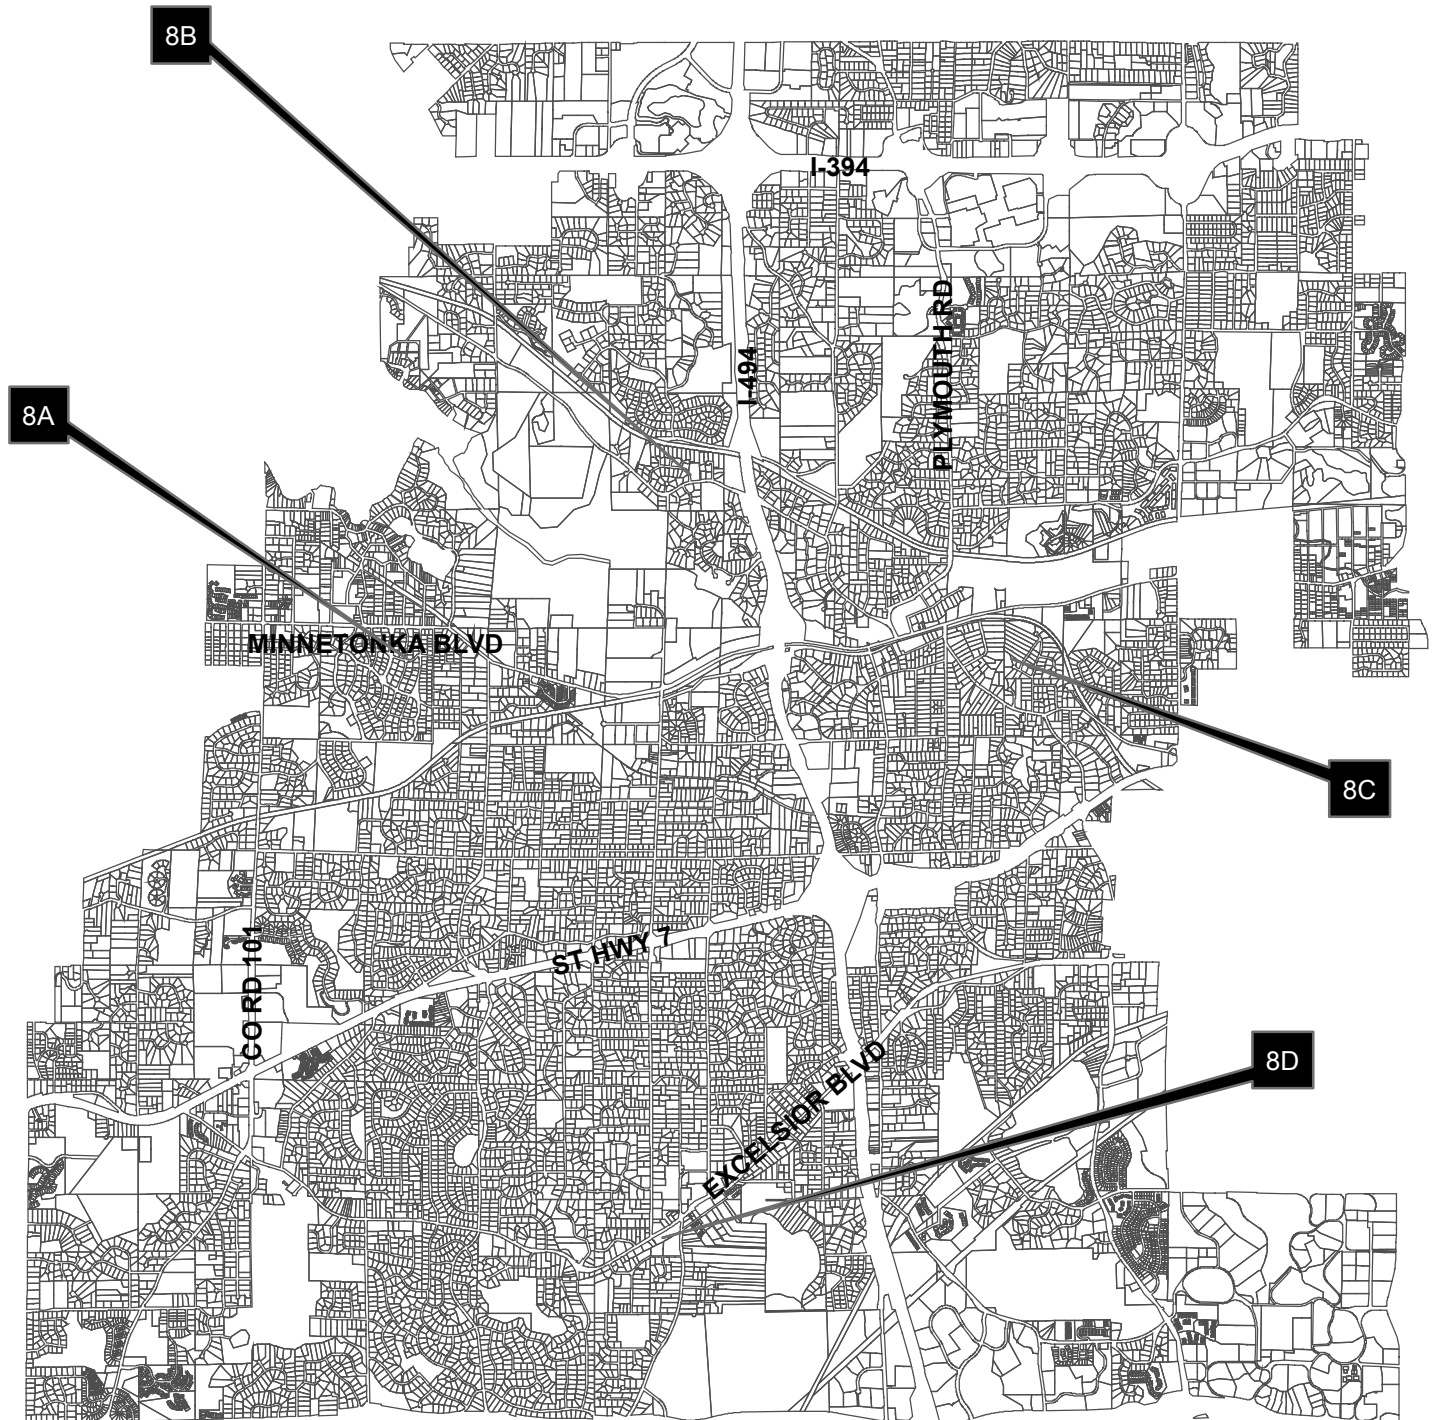 8B
I-394
PLYMOUTH RD
I-494
8A
MINNETONKA BLVD
8C
ST HWY 7
CO RD 101
8D
EXCELSIOR BLVD